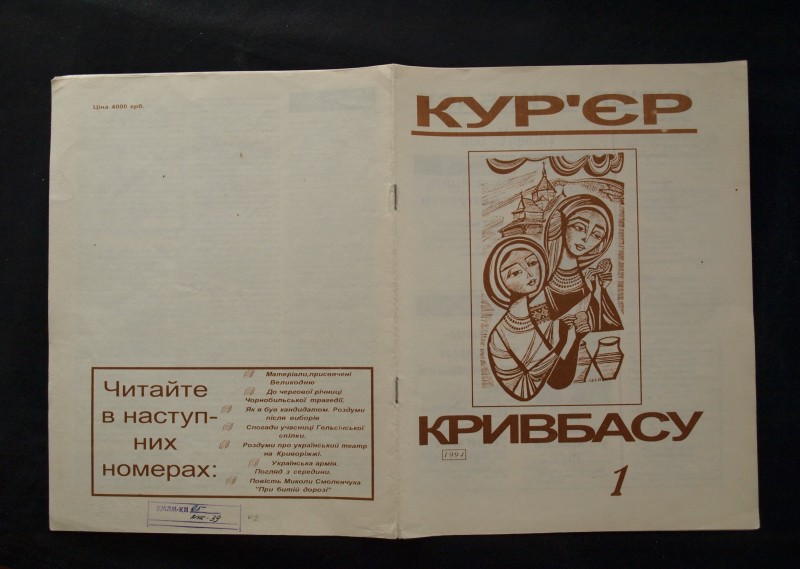 Ціна 4000 крб.
Читайте
в наступ-
них
номерах:
Матеріали,присвячені
Великодню
До чергової річниці
Чорнобильської трагедії.
Як я був кандидатом. Роздуми
після виборів
Спогади учасниці Гельсінської
спілки.
Роздуми про український театр
на Криворіжжі.
Українська армія.
Погляд з середини.
Повість Миколи Смоленчука
"При битій дорозі"
КУР'ЄР
КРИВБАСУ
1994
1